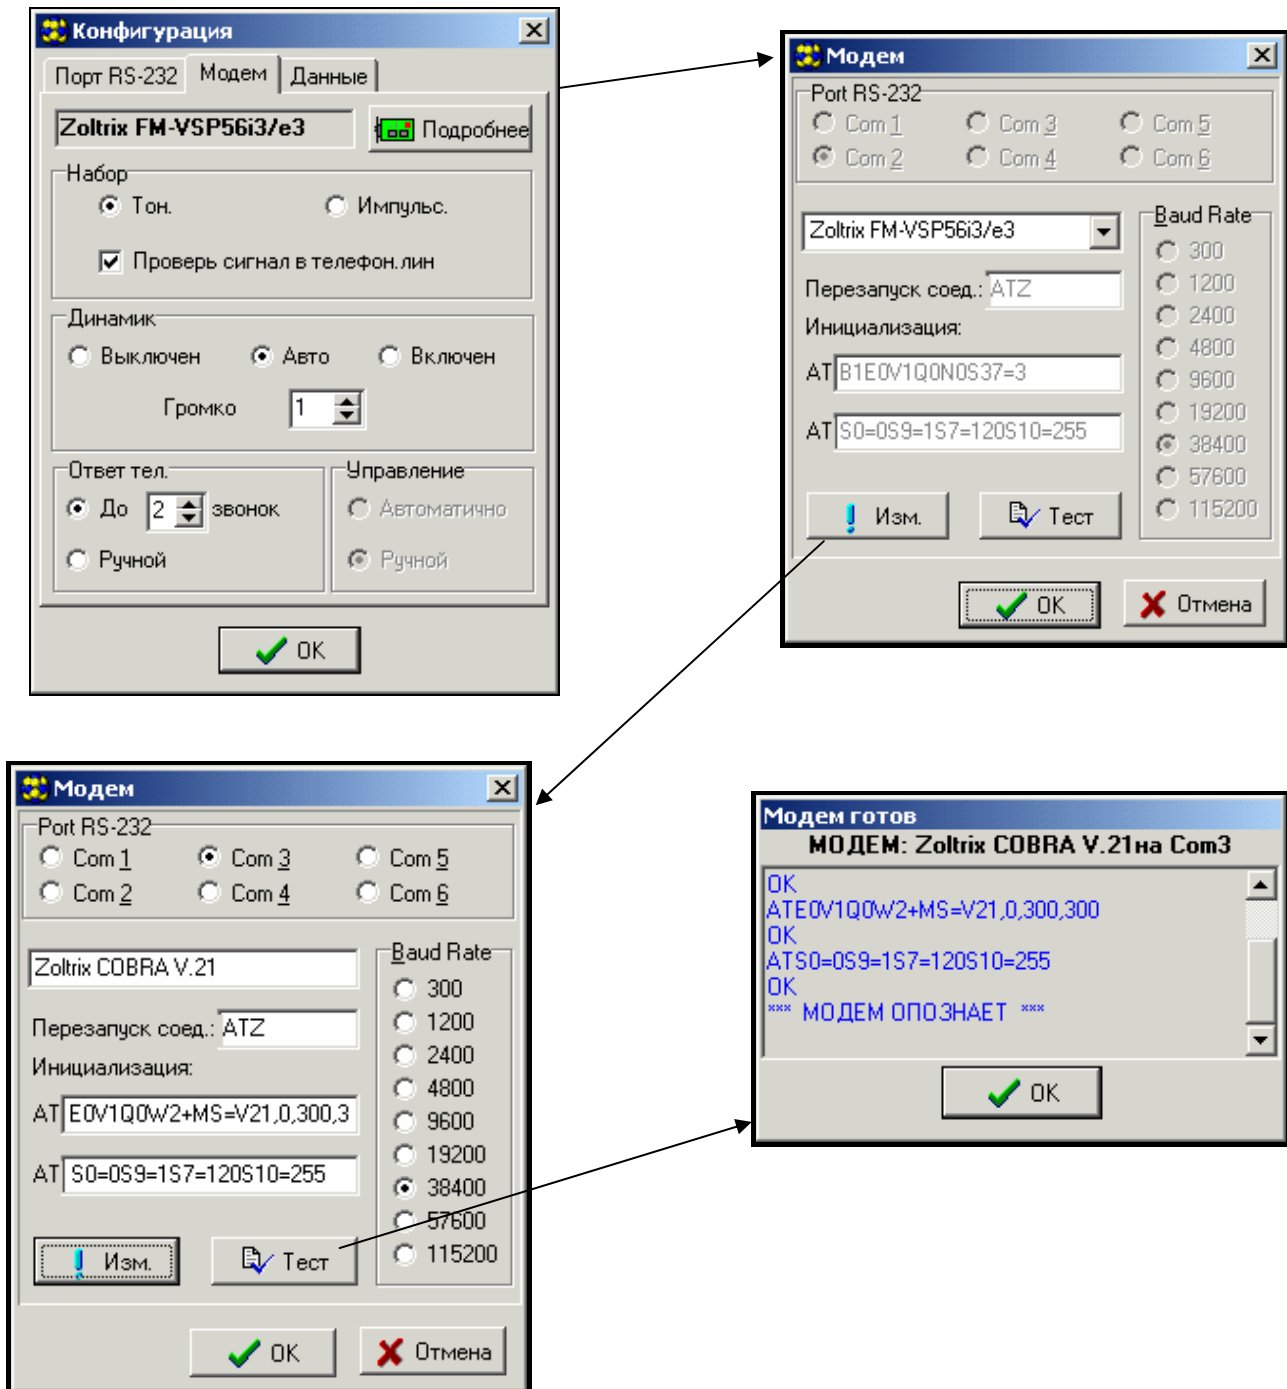 Конфигурация
Порт RS-232 Модем Данные
Zoltrix FM-VSP56i3/e3 Подробнее
Набор
Тон. Импульс.
Проверь сигнал в телефон.лин
Динамик
Выключен Авто Включен
Громко 1
Ответ тел. Управление
До 2 звонок Автоматично
Ручной Ручной
OK
Модем
Port RS-232
Com 1 Com 3 Com 5
Com 2 Com 4 Com 6
Zoltrix FM-VSP56i3/e3
Baud Rate
300
1200
2400
4800
9600
19200
38400
57600
115200
Перезапуск соед.: ATZ
Инициализация:
AT B1E0V1Q0N0S37=3
AT S0=0S9=1S7=120S10=255
Изм. Тест
OK Отмена
Модем
Port RS-232
Com 1 Com 3 Com 5
Com 2 Com 4 Com 6
Zoltrix COBRA V.21
Baud Rate
300
1200
2400
4800
9600
19200
38400
57600
115200
Перезапуск соед.: ATZ
Инициализация:
AT E0V1Q0W2+MS=V21,0,300,3
AT S0=0S9=1S7=120S10=255
Изм. Тест
OK Отмена
Модем готов
МОДЕМ: Zoltrix COBRA V.21на Com3
OK
ATE0V1Q0W2+MS=V21,0,300,300
OK
ATS0=0S9=1S7=120S10=255
OK
*** МОДЕМ ОПОЗНАЕТ ***
OK